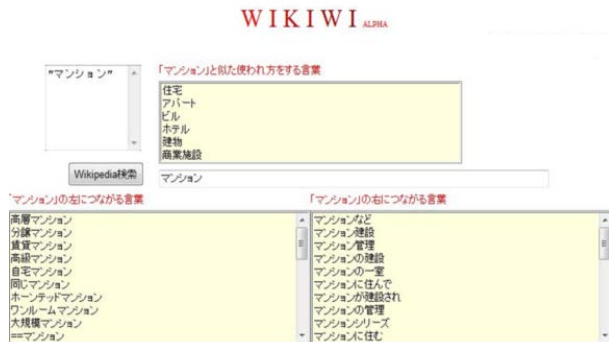 WIKIWI ALPHA
"マンション"
「マンション」と似た使われ方をする言葉
住宅
アパート
ビル
ホテル
建物
商業施設
Wikipedia検索
マンション
「マンション」の左につながる言葉
高層マンション
分譲マンション
賃貸マンション
高級マンション
自宅マンション
同じマンション
ホーンテッドマンション
ワンルームマンション
大規模マンション
==マンション
「マンション」の右につながる言葉
マンションなど
マンション建設
マンション管理
マンションの建設
マンションの一室
マンションに住んで
マンションが建設され
マンションの管理
マンションシリーズ
マンションに住む